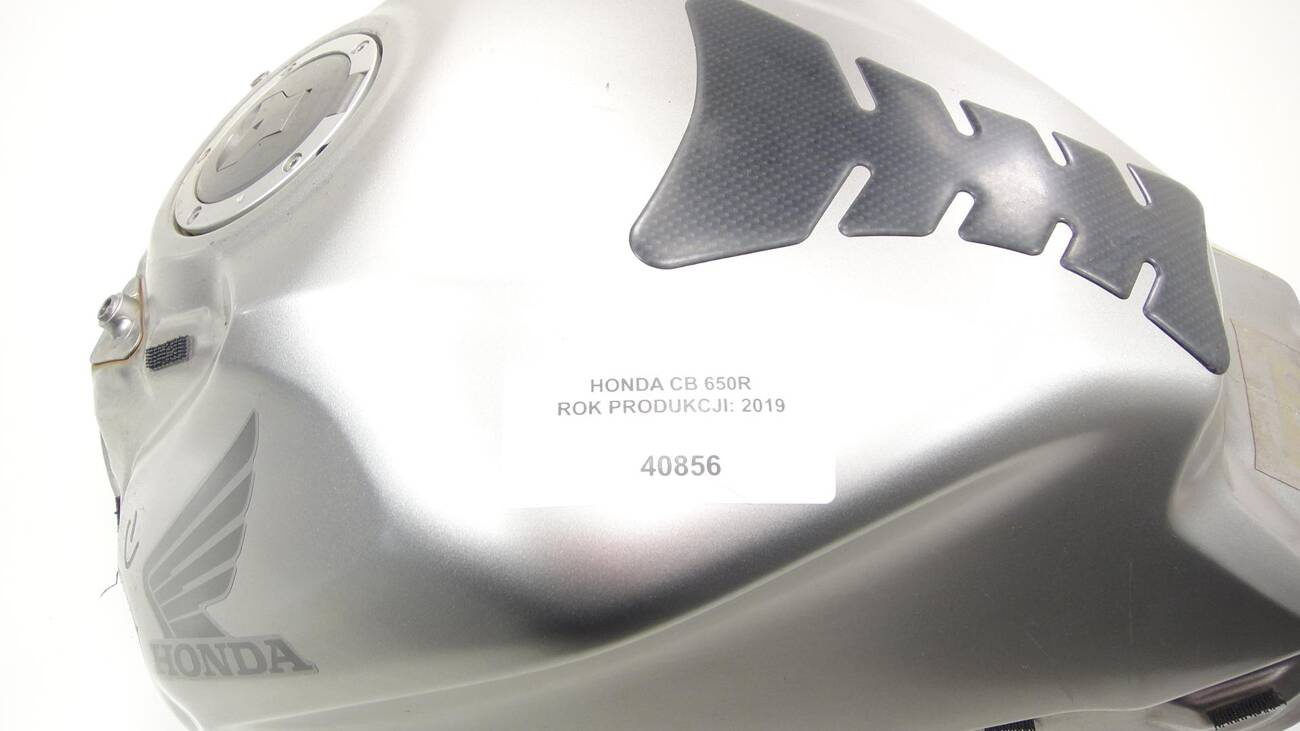 HONDA CB 650R
ROK PRODUKCJI: 2019
40856
HONDA